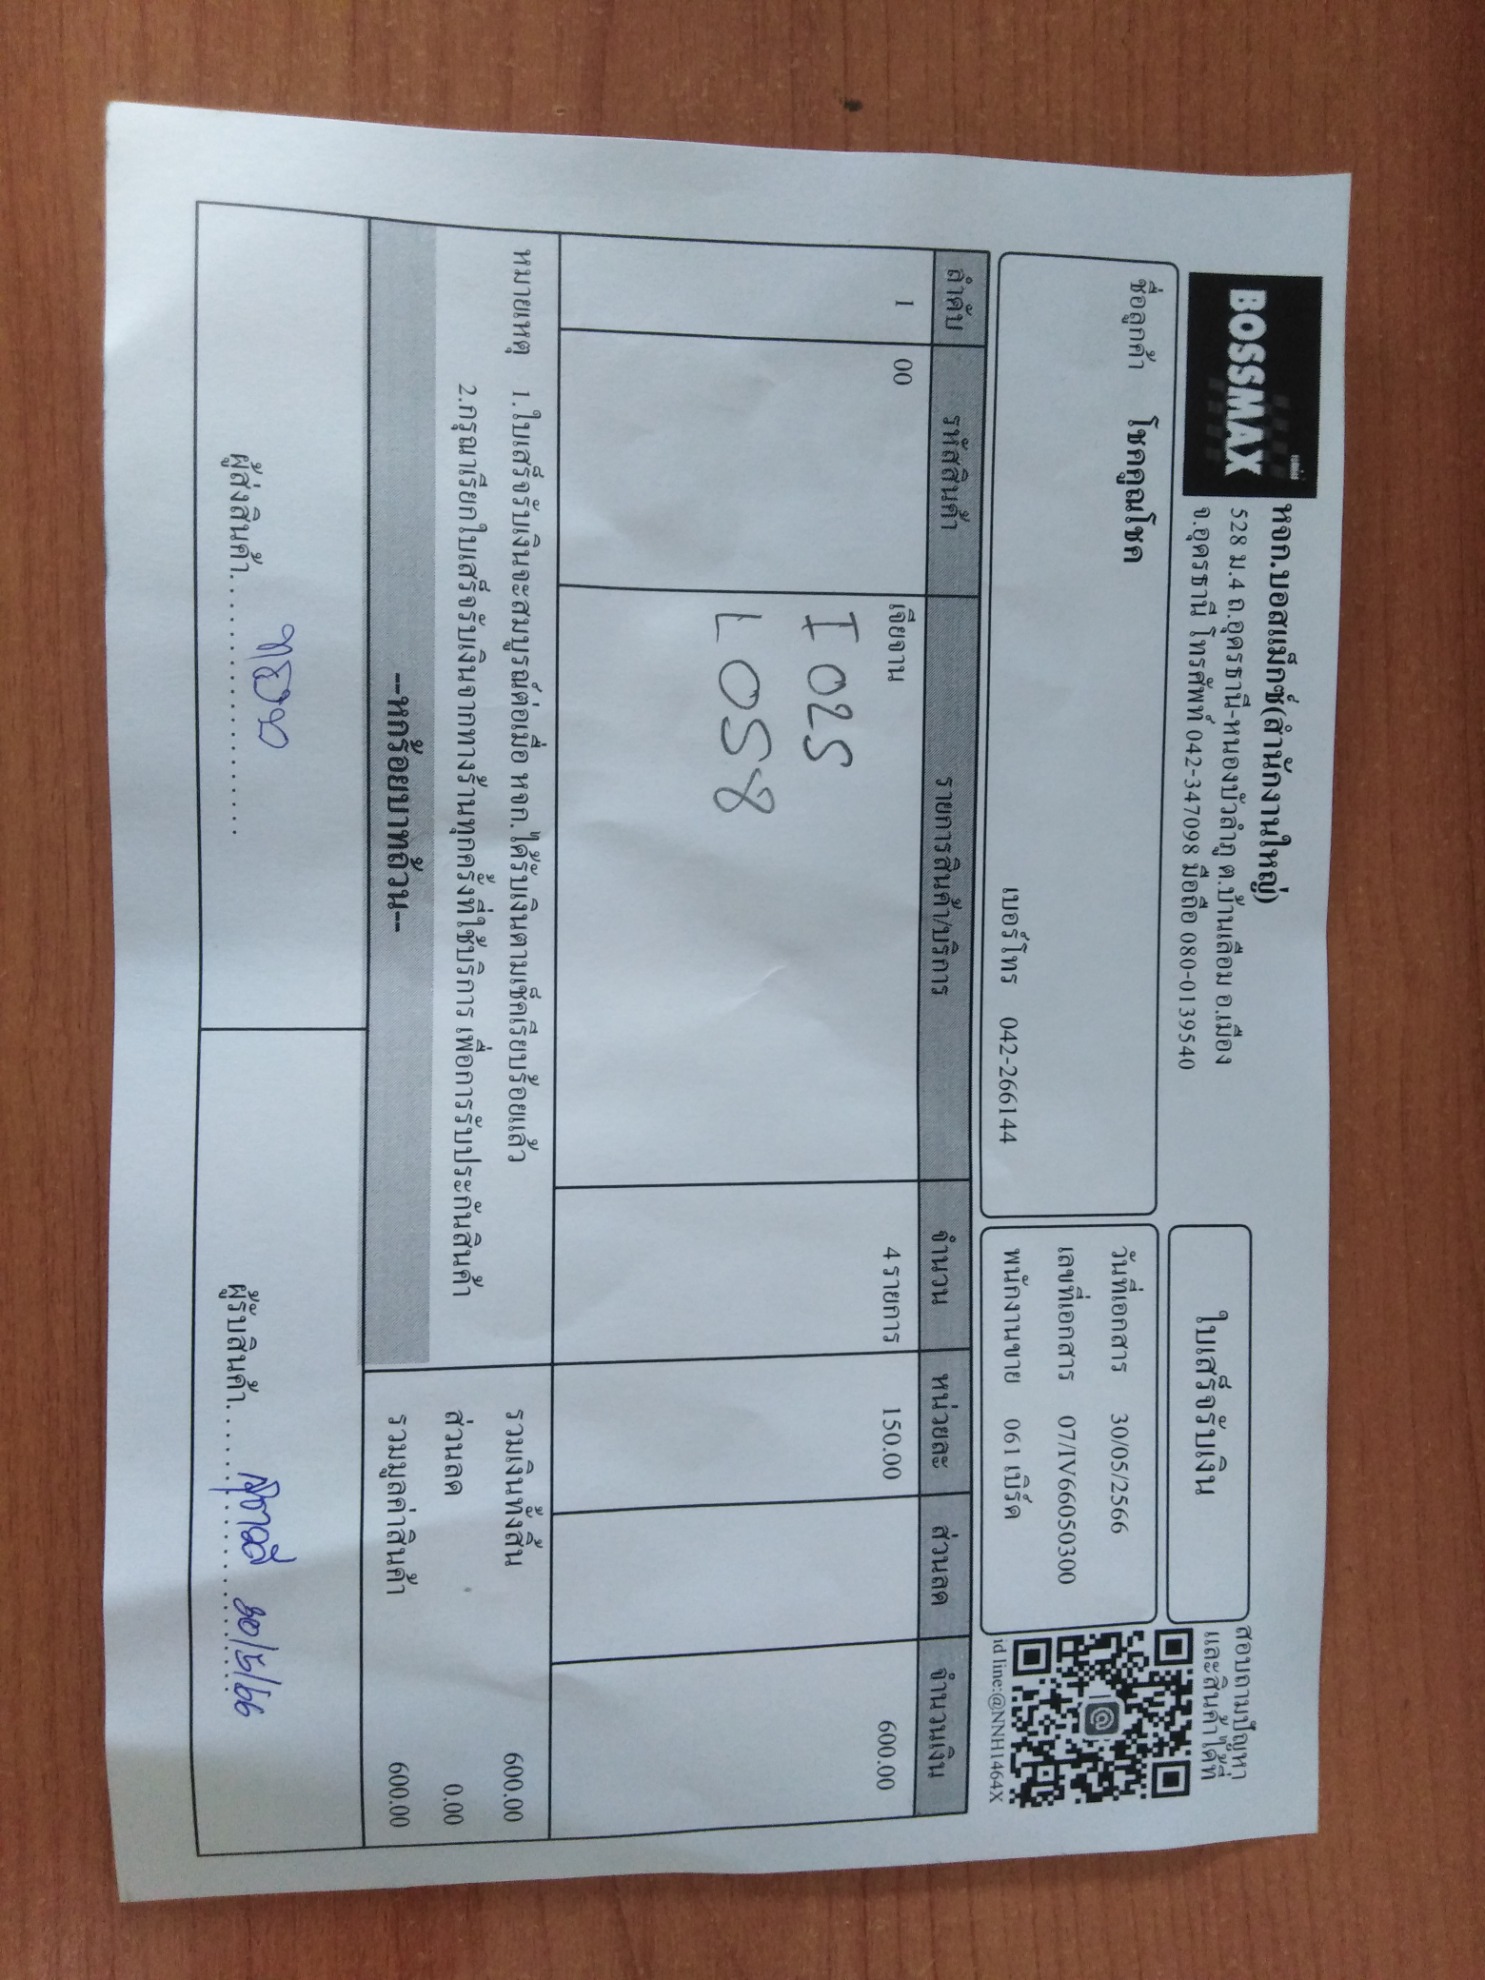 BOSSMAX
หจก.บอสแม็กซ์(สำนักงานใหญ่)
528 ม.4 ถ.อุดรธานี-หนองบัวลำภู ต.บ้านเลื่อม อ.เมือง
จ.อุดรธานี โทรศัพท์ 042-347098 มือถือ 080-0139540
ใบเสร็จรับเงิน
สอบถามปัญหา
และสินค้าได้ที่
id line:@NNH1464X
ชื่อลูกค้า โชคคูณโชค
เบอร์โทร 042-266144
วันที่เอกสาร 30/05/2566
เลขที่เอกสาร 07/IV66050300
พนักงานขาย 061 เบิร์ด
ลำดับ รหัสสินค้า รายการสินค้า/บริการ จำนวน หน่วยละ ส่วนลด จำนวนเงิน
1 00 เจียจาน 4 รายการ 150.00 600.00
I 025
L 058
หมายเหตุ 1.ใบเสร็จรับเงินจะสมบูรณ์ต่อเมื่อ หจก.ได้รับเงินตามเช็คเรียบร้อยแล้ว
2.กรุณาเรียกใบเสร็จรับเงินจากทางร้านทุกครั้งที่ใช้บริการ เพื่อการรับประกันสินค้า
รวมเงินทั้งสิ้น 600.00
ส่วนลด 0.00
--หกร้อยบาทถ้วน--
รวมมูลค่าสินค้า 600.00
ผู้ส่งสินค้า
ผู้รับสินค้า 30/5/66